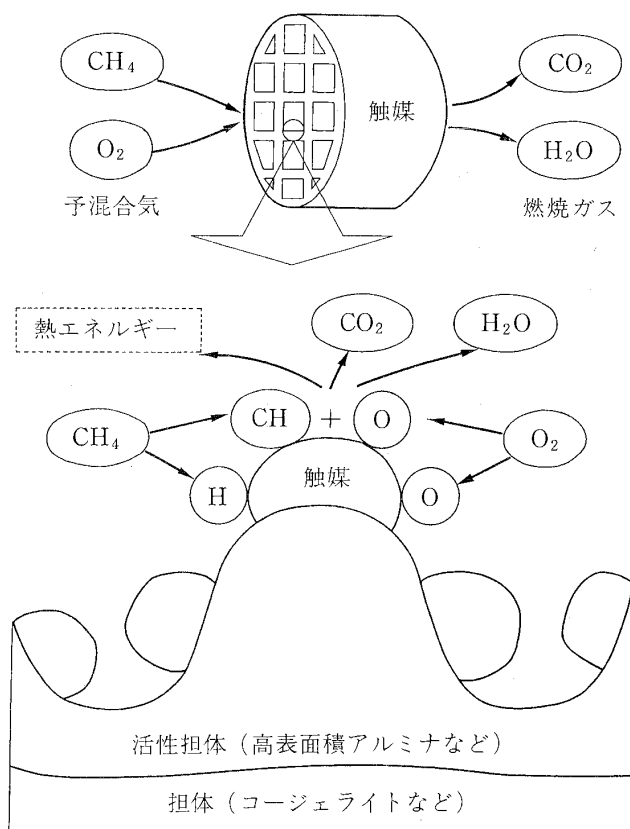 CH₄
CO₂
触媒
O₂
H₂O
予混合気
燃焼ガス
熱エネルギー
CO₂
H₂O
CH + O
CH₄
O₂
H
触媒
O
活性担体（高表面積アルミナなど）
担体（コージェライトなど）